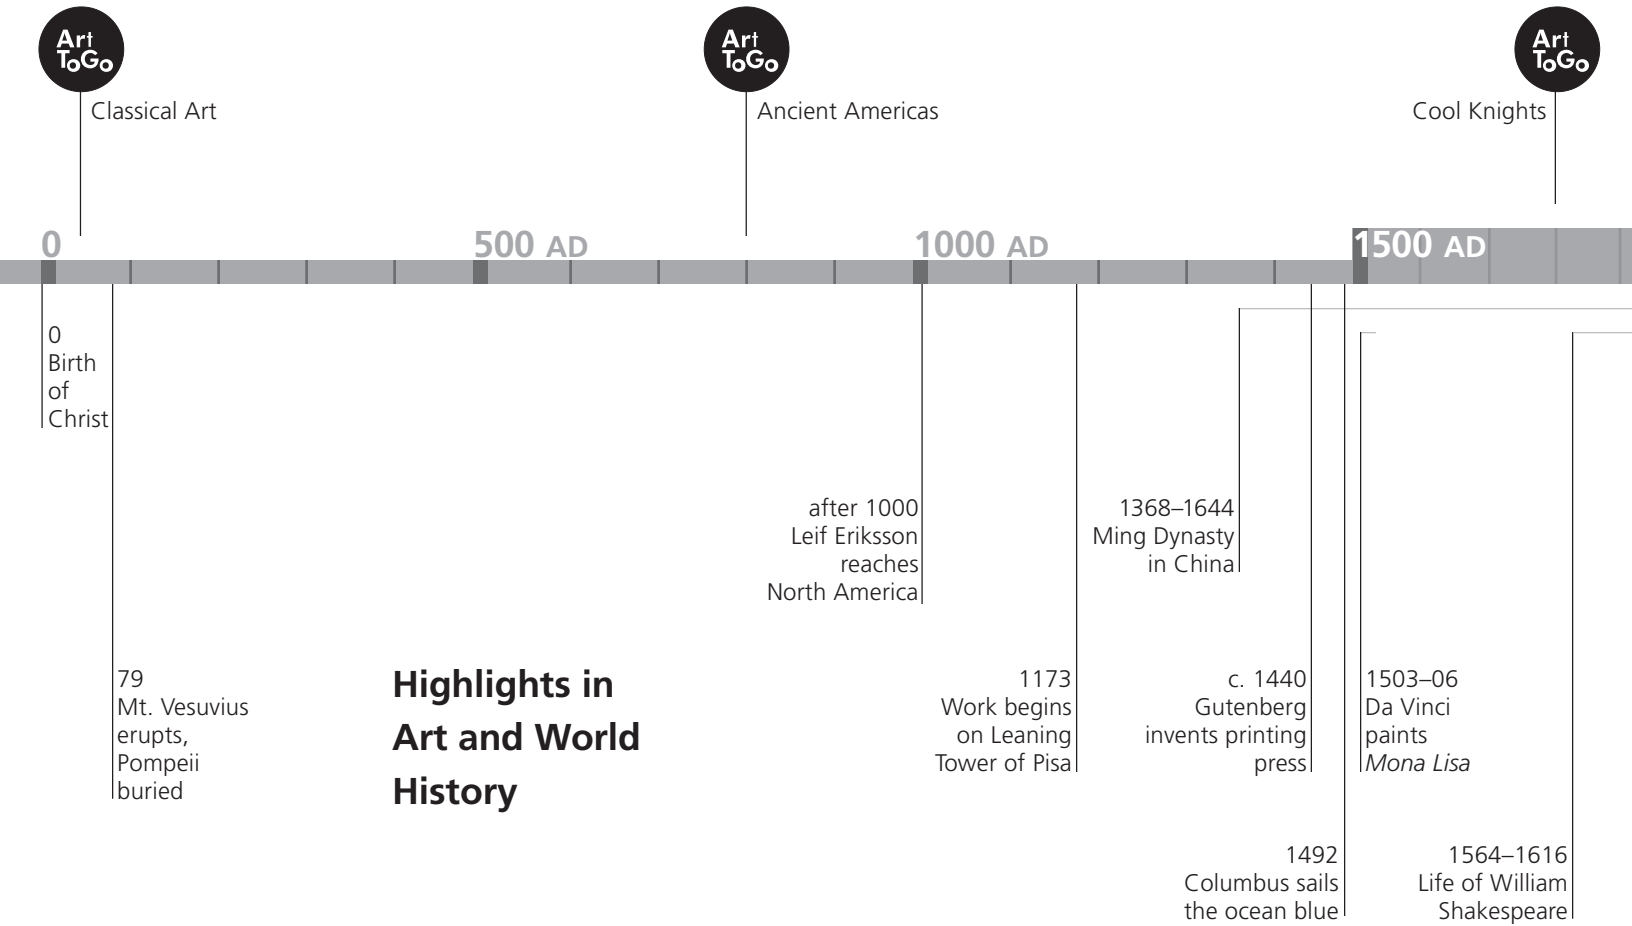 Art
ToGo
Classical Art
Art
ToGo
Ancient Americas
Art
ToGo
Cool Knights
0
500 AD
1000 AD
1500 AD
0
Birth
of
Christ
after 1000
Leif Eriksson
reaches
North America
1368–1644
Ming Dynasty
in China
79
Mt. Vesuvius
erupts,
Pompeii
buried
Highlights in
Art and World
History
1173
Work begins
on Leaning
Tower of Pisa
c. 1440
Gutenberg
invents printing
press
1503–06
Da Vinci
paints
Mona Lisa
1492
Columbus sails
the ocean blue
1564–1616
Life of William
Shakespeare